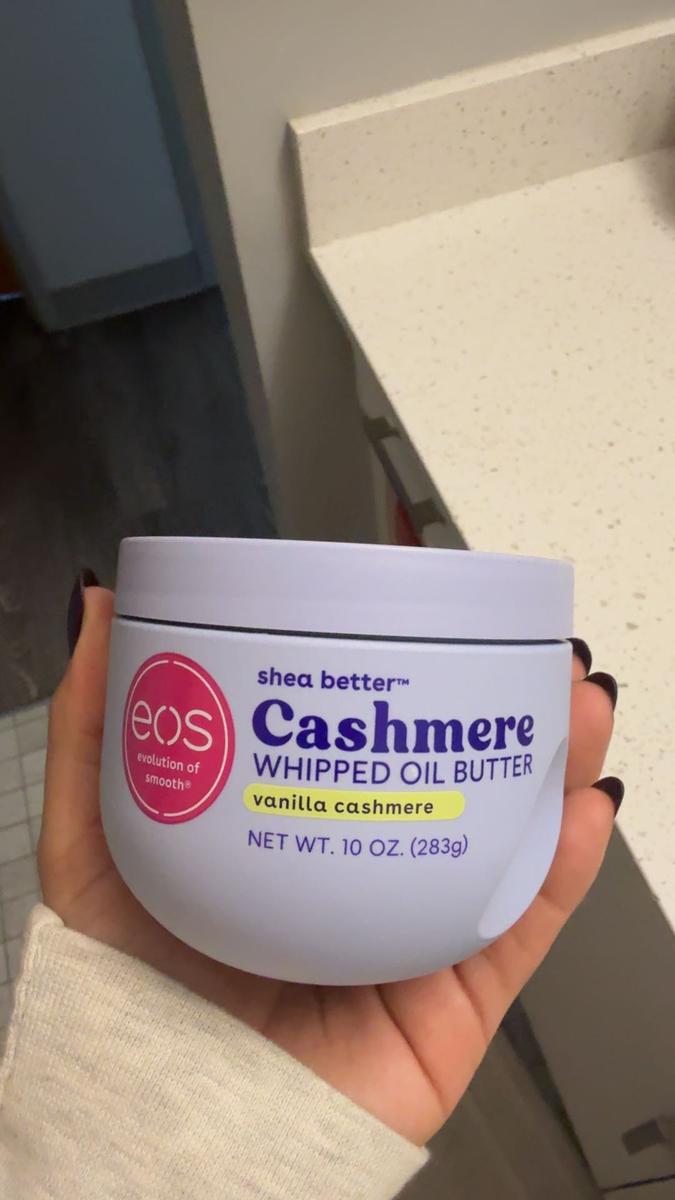 eos
evolution of
smooth®
shea better™
Cashmere
WHIPPED OIL BUTTER
vanilla cashmere
NET WT. 10 OZ. (283g)